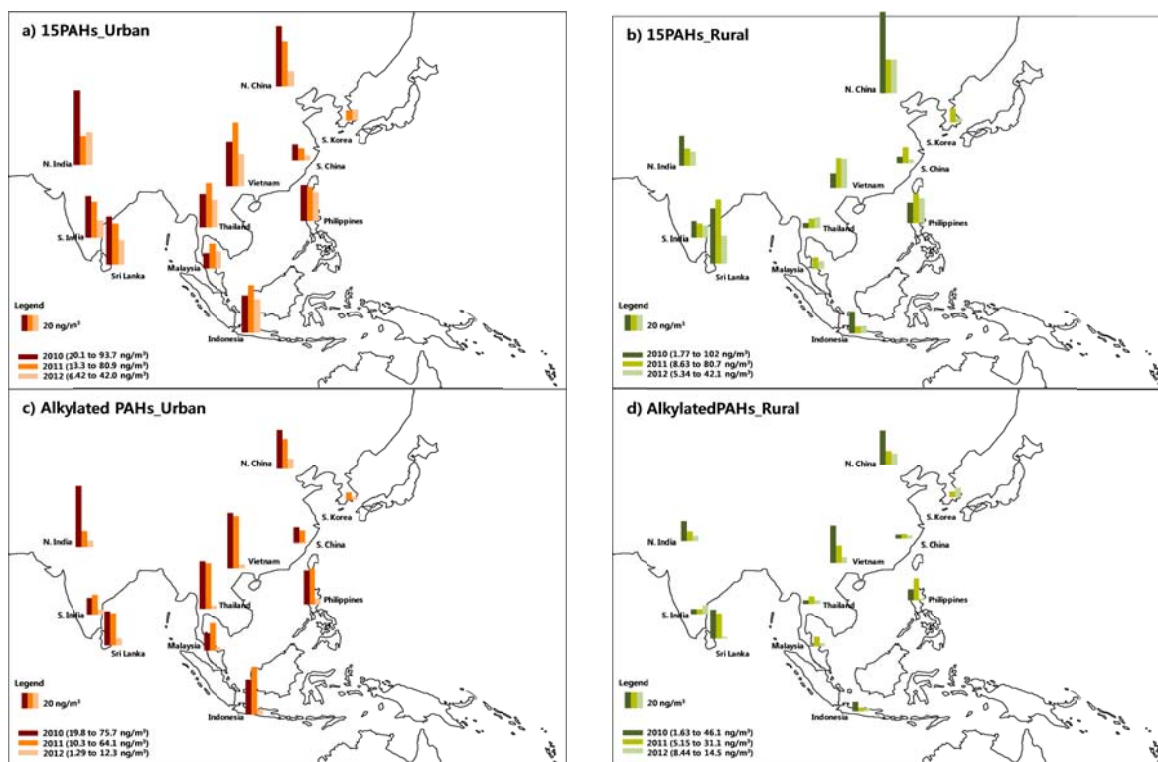 a) 15PAHs_Urban
N. China
S. Korea
N. India
S. China
Vietnam
Thailand
Philippines
S. India
Malaysia
Sri Lanka
Legend
20 ng/m³
Indonesia
2010 (20.1 to 93.7 ng/m³)
2011 (13.3 to 80.9 ng/m³)
2012 (6.42 to 42.0 ng/m³)
b) 15PAHs_Rural
N. China
S. Korea
N. India
S. China
Vietnam
Thailand
Philippines
S. India
Malaysia
Sri Lanka
Legend
20 ng/m³
Indonesia
2010 (1.77 to 102 ng/m³)
2011 (8.63 to 80.7 ng/m³)
2012 (5.34 to 42.1 ng/m³)
c) Alkylated PAHs_Urban
N. China
S. Korea
N. India
S. China
Vietnam
Thailand
Philippines
S. India
Malaysia
Sri Lanka
Legend
20 ng/m³
Indonesia
2010 (19.8 to 75.7 ng/m³)
2011 (10.3 to 64.1 ng/m³)
2012 (1.29 to 12.3 ng/m³)
d) AlkylatedPAHs_Rural
N. China
S. Korea
N. India
S. China
Vietnam
Thailand
Philippines
S. India
Malaysia
Sri Lanka
Legend
20 ng/m³
Indonesia
2010 (1.63 to 46.1 ng/m³)
2011 (5.15 to 31.1 ng/m³)
2012 (8.44 to 14.5 ng/m³)